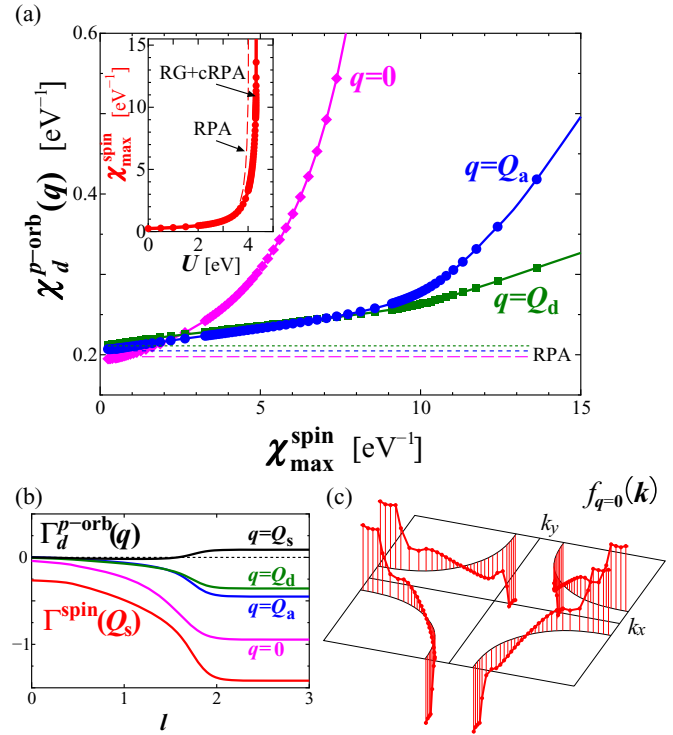 (a)
0.6
0.4
0.2
χ_d^{p-orb}(q) [eV⁻¹]
15
10
5
0
χ_max^spin [eV⁻¹]
RG+cRPA
RPA
0 2 4
U [eV]
q=0
q=Q_a
q=Q_d
RPA
0 5 10 15
χ_max^spin [eV⁻¹]
(b)
Γ_d^{p-orb}(q)
q=Q_s
0
q=Q_d
q=Q_a
Γ^spin(Q_s)
q=0
−1
0 1 2 3
l
(c)
f_{q=0}(k)
k_y
k_x